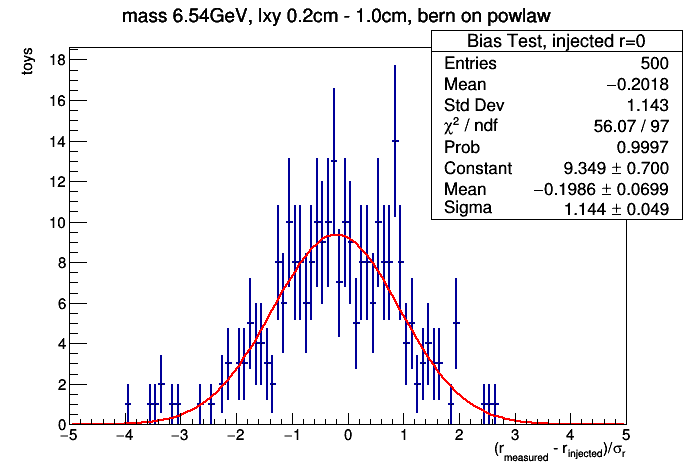 mass 6.54GeV, lxy 0.2cm - 1.0cm, bern on powlaw
Bias Test, injected r=0
Entries 500
Mean −0.2018
Std Dev 1.143
χ² / ndf 56.07 / 97
Prob 0.9997
Constant 9.349 ± 0.700
Mean −0.1986 ± 0.0699
Sigma 1.144 ± 0.049
toys
18
16
14
12
10
8
6
4
2
0
−5 −4 −3 −2 −1 0 1 2 3 4 5
(r_measured - r_injected)/σ_r